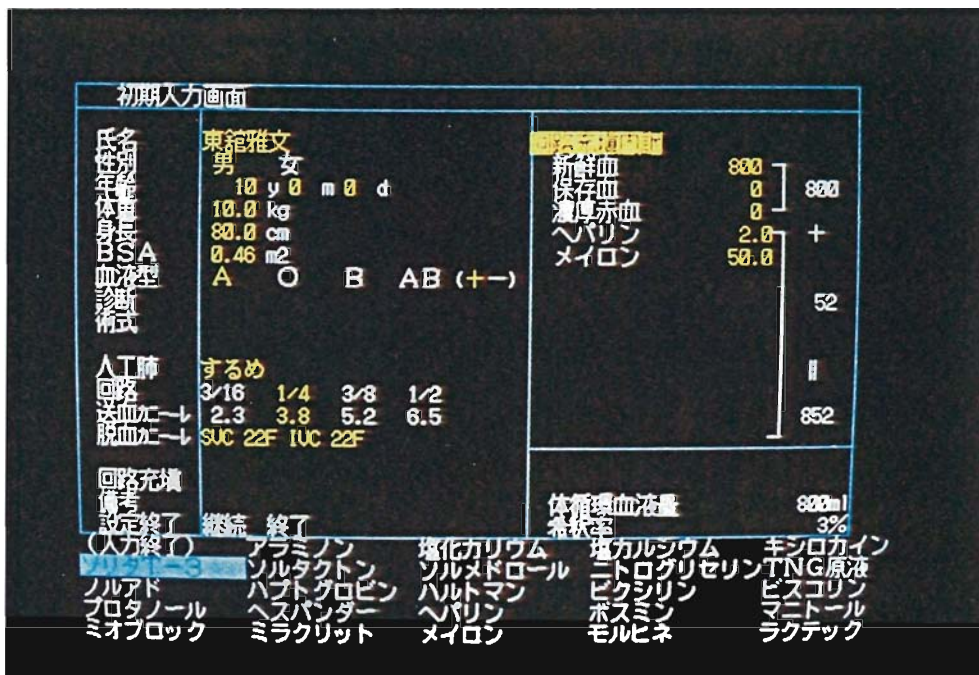 初期入力画面
氏名 東舘雅文
性別 男 女
年齢 10 y 0 m 0 d
体重 10.0 kg
身長 80.0 cm
BSA 0.46 m2
血液型 A O B AB (+-)
診断
術式
人工肺 するめ
回路 3/16 1/4 3/8 1/2
送血カニーレ 2.3 3.8 5.2 6.5
脱血カニーレ SVC 22F IVC 22F
回路充填
備考
設定終了 継続 終了
回路充填内訳
新鮮血 800
保存血 0 800
濃厚赤血 0
ヘパリン 2.0 +
メイロン 50.0
52
=
852
体循環血液量 800ml
希釈率 3%
(入力終了) アラミノン 塩化カリウム 塩カルシウム キシロカイン
ソリタT-3 ソルダクトン ソルメドロール ニトログリセリン TNG原液
ノルアド ハプトグロビン ハルトマン ビクシリン ビスコリン
プロタノール ヘスパンダー ヘパリン ボスミン マニトール
ミオブロック ミラクリット メイロン モルヒネ ラクテック